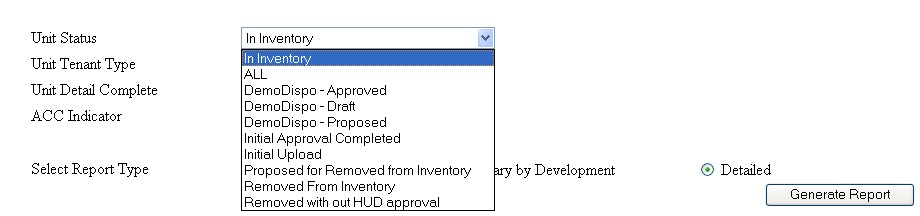 Unit Status In Inventory
In Inventory
Unit Tenant Type
ALL
Unit Detail Complete DemoDispo - Approved
DemoDispo - Draft
ACC Indicator DemoDispo - Proposed
Initial Approval Completed
Initial Upload
Select Report Type Proposed for Removed from Inventory ary by Development Detailed
Removed From Inventory
Removed with out HUD approval Generate Report